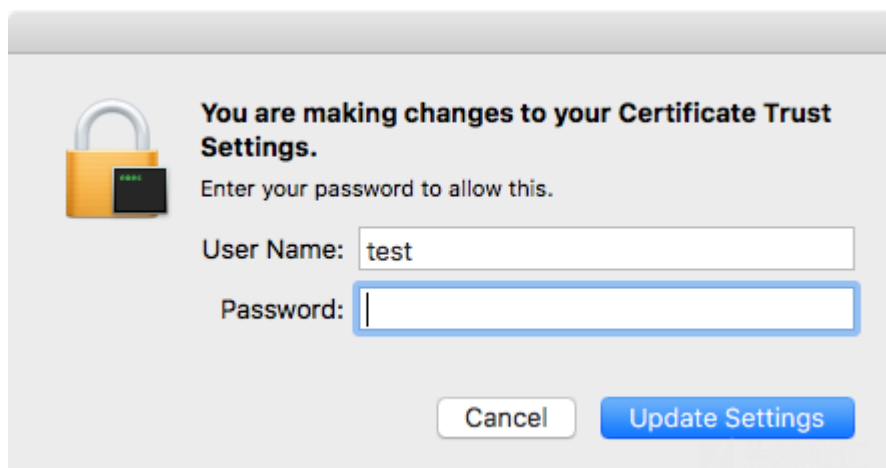 You are making changes to your Certificate Trust
Settings.
Enter your password to allow this.
User Name: test
Password:
Cancel Update Settings